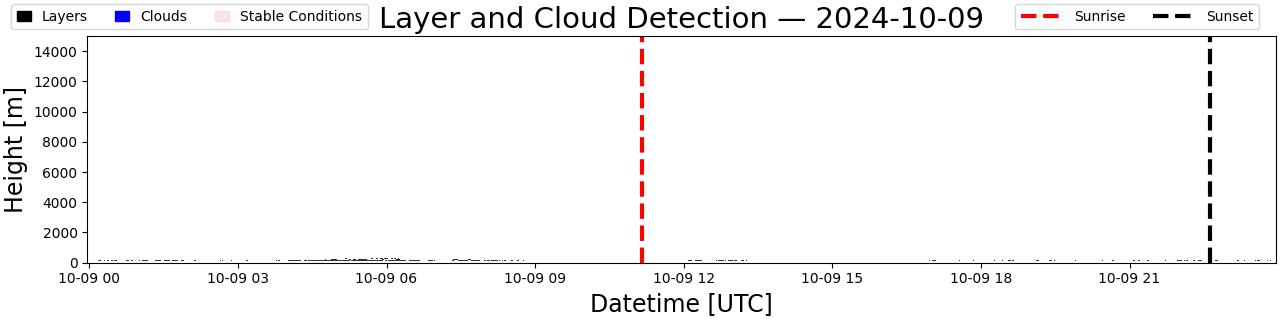 Layers Clouds Stable Conditions
Layer and Cloud Detection — 2024-10-09
Sunrise Sunset
Height [m]
14000
12000
10000
8000
6000
4000
2000
0
10-09 00 10-09 03 10-09 06 10-09 09 10-09 12 10-09 15 10-09 18 10-09 21
Datetime [UTC]